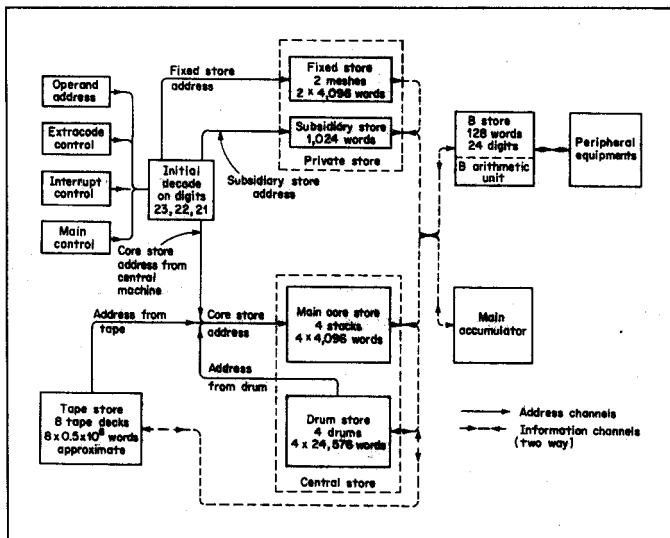 Operand
address
Extracode
control
Interrupt
control
Main
control
Fixed store
address
Initial
decode
on digits
23, 22, 21
Fixed store
2 meshes
2 x 4,096 words
Subsidiary store
1,024 words
Private store
Subsidiary store
address
Core store
address from
central
machine
B store
128 words
24 digits
B arithmetic
unit
Peripheral
equipments
Address from
tape
Core store
address
Main core store
4 stacks
4 x 4,096 words
Main
accumulator
Address
from drum
Tape store
8 tape decks
words
approximate
Drum store
4 drums
4 x 24,576 words
Central store
Address channels
Information channels
(two way)